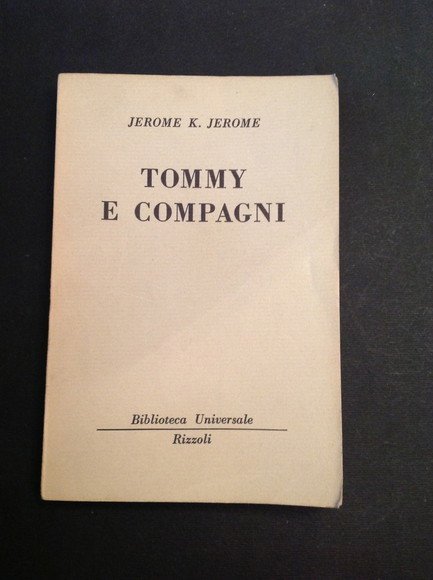 JEROME K. JEROME
TOMMY
E COMPAGNI
Biblioteca Universale
Rizzoli